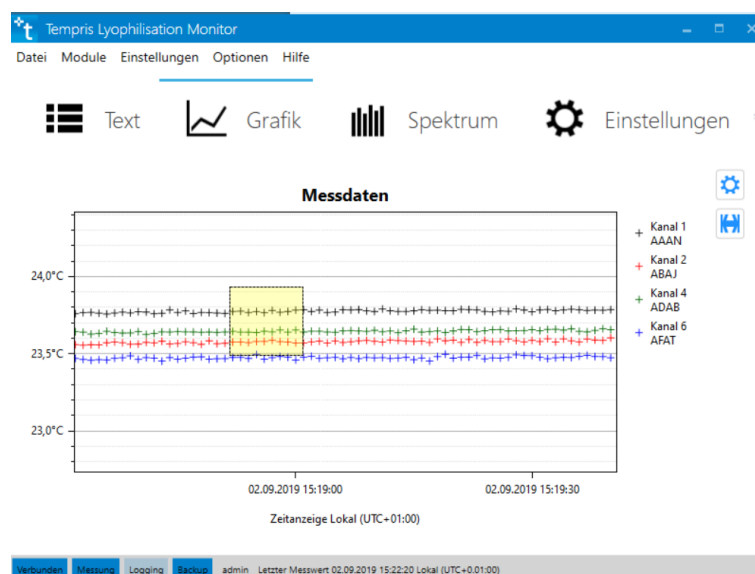 Tempris Lyophilisation Monitor
Datei Module Einstellungen Optionen Hilfe
Text Grafik Spektrum Einstellungen
Messdaten
24,0°C
23,5°C
23,0°C
02.09.2019 15:19:00 02.09.2019 15:19:30
Zeitanzeige Lokal (UTC+01:00)
Kanal 1
AAAN
Kanal 2
ABAJ
Kanal 4
ADAB
Kanal 6
AFAT
Verbunden Messung Logging Backup admin Letzter Messwert 02.09.2019 15:22:20 Lokal (UTC+0.01:00)